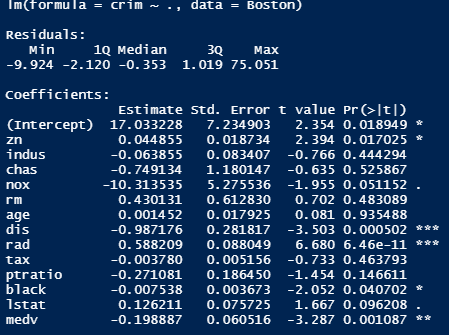 lm(formula = crim ~ ., data = Boston)
Residuals:
Min 1Q Median 3Q Max
-9.924 -2.120 -0.353 1.019 75.051
Coefficients:
Estimate Std. Error t value Pr(>|t|)
(Intercept) 17.033228 7.234903 2.354 0.018949 *
zn 0.044855 0.018734 2.394 0.017025 *
indus -0.063855 0.083407 -0.766 0.444294
chas -0.749134 1.180147 -0.635 0.525867
nox -10.313535 5.275536 -1.955 0.051152 .
rm 0.430131 0.612830 0.702 0.483089
age 0.001452 0.017925 0.081 0.935488
dis -0.987176 0.281817 -3.503 0.000502 ***
rad 0.588209 0.088049 6.680 6.46e-11 ***
tax -0.003780 0.005156 -0.733 0.463793
ptratio -0.271081 0.186450 -1.454 0.146611
black -0.007538 0.003673 -2.052 0.040702 *
lstat 0.126211 0.075725 1.667 0.096208 .
medv -0.198887 0.060516 -3.287 0.001087 **